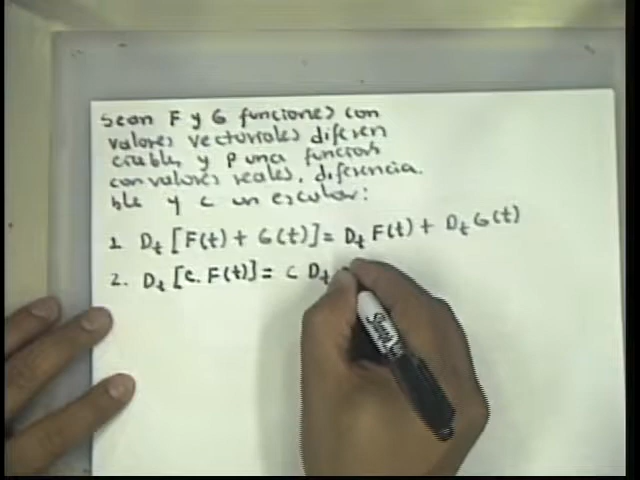 Sean F y G funciones con
valores vectoriales diferen
ciables y p una función
con valores reales, diferencia.
ble y c un escalar:
1. Dt [F(t) + G(t)] = Dt F(t) + Dt G(t)
2. Dt [c. F(t)] = c Dt
Sharpie